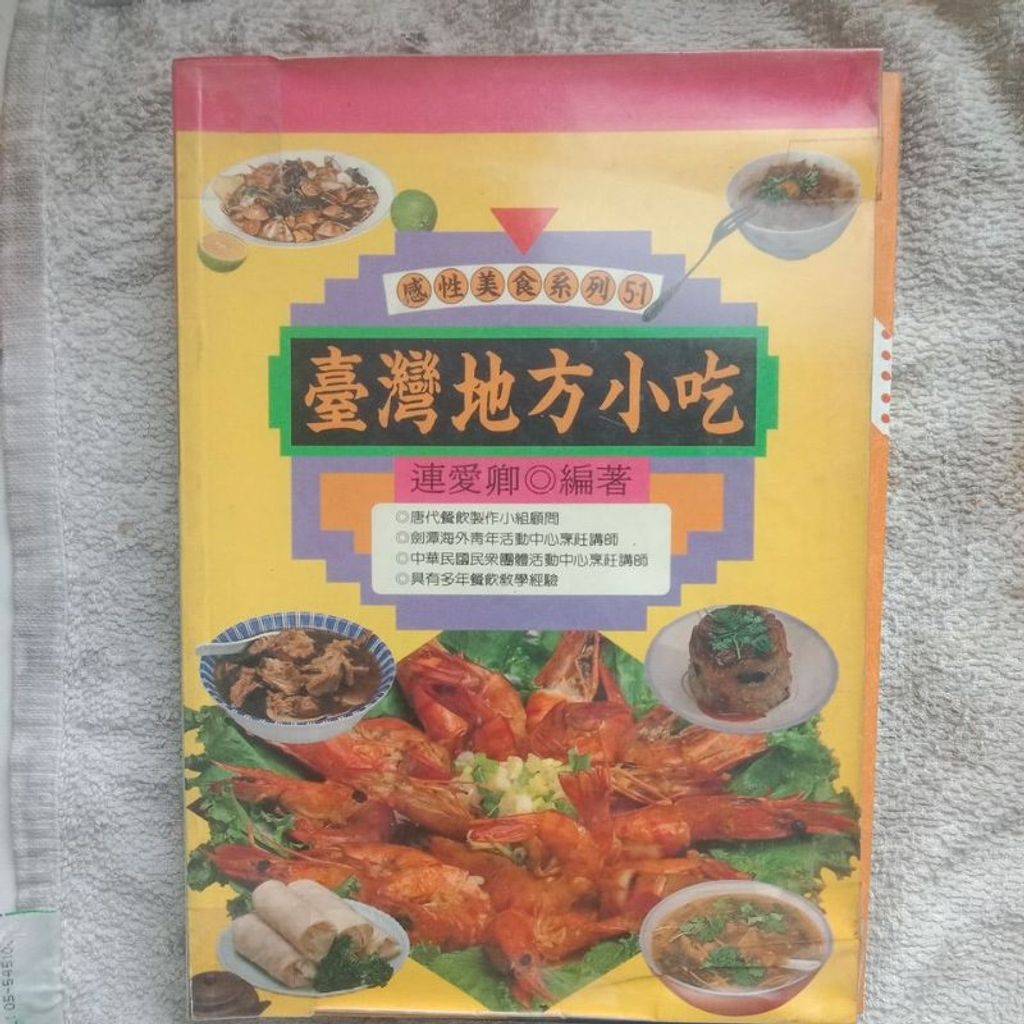 感性美食系列51
臺灣地方小吃
連愛卿◎編著
◎唐代餐飲製作小組顧問
◎劍潭海外青年活動中心烹飪講師
◎中華民國民衆團體活動中心烹飪講師
◎具有多年餐飲教學經驗